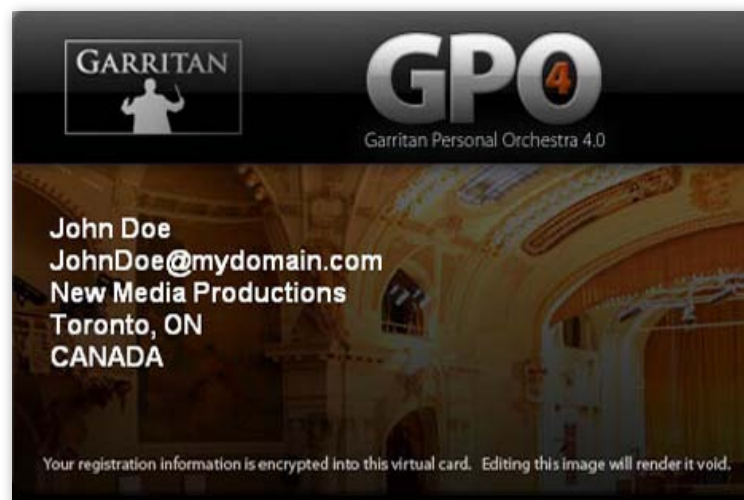 GARRITAN
GPO 4
Garritan Personal Orchestra 4.0
John Doe
JohnDoe@mydomain.com
New Media Productions
Toronto, ON
CANADA
Your registration information is encrypted into this virtual card. Editing this image will render it void.